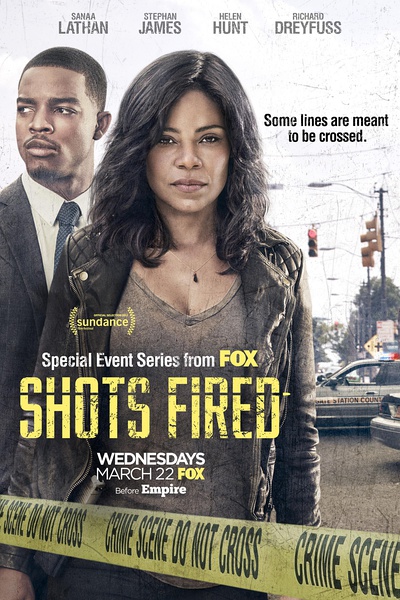 SANAA LATHAN
STEPHAN JAMES
HELEN HUNT
RICHARD DREYFUSS
Some lines are meant
to be crossed.
sundance
Special Event Series from FOX
SHOTS FIRED
WEDNESDAYS
MARCH 22 FOX
Before Empire
STATION COUNT
E SCENE DO NOT CROSS CRIME SCENE DO NOT CROSS CRIME SCENE